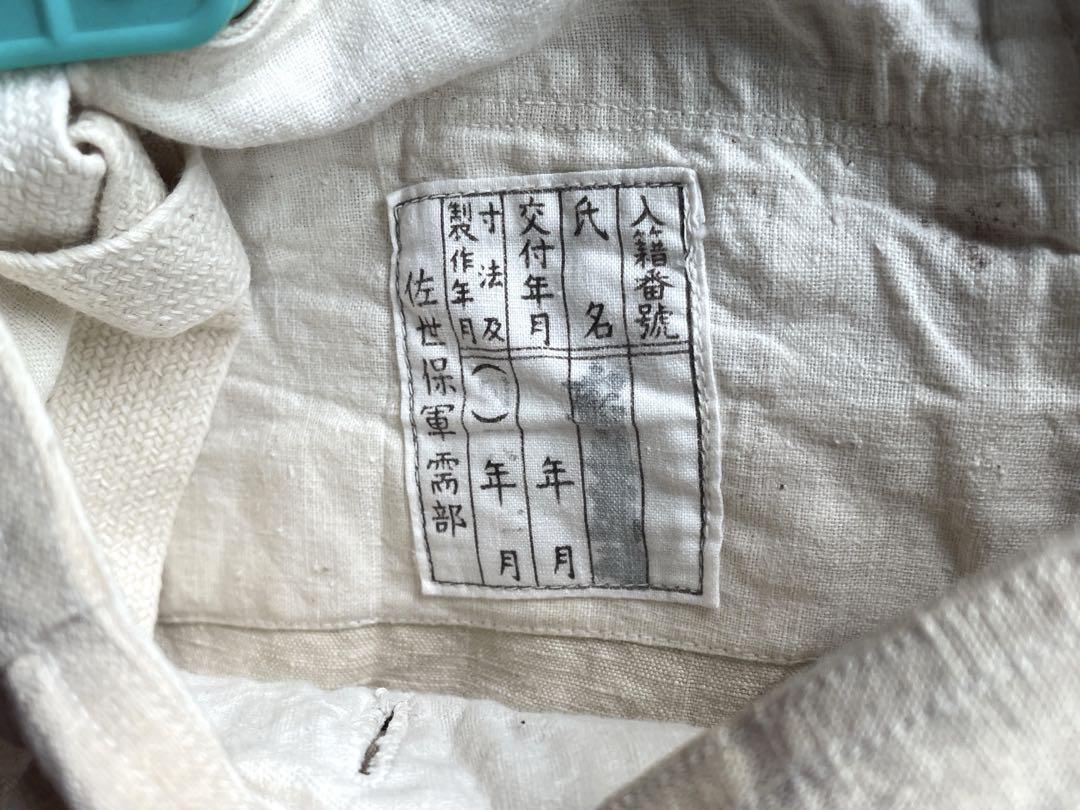 入籍番號
氏名
交付年月
年 月
寸法及
製作年月
( )
年 月
佐世保軍需部